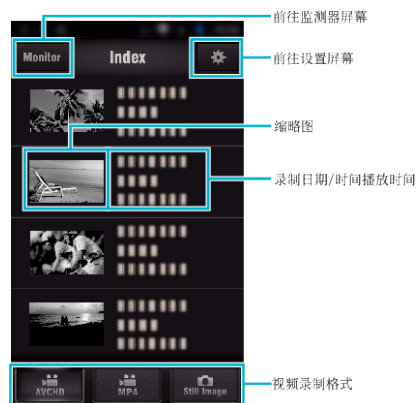 前往监测器屏幕
Monitor
Index
前往设置屏幕
缩略图
录制日期/时间播放时间
视频录制格式
AVCHD
MP4
Still Image